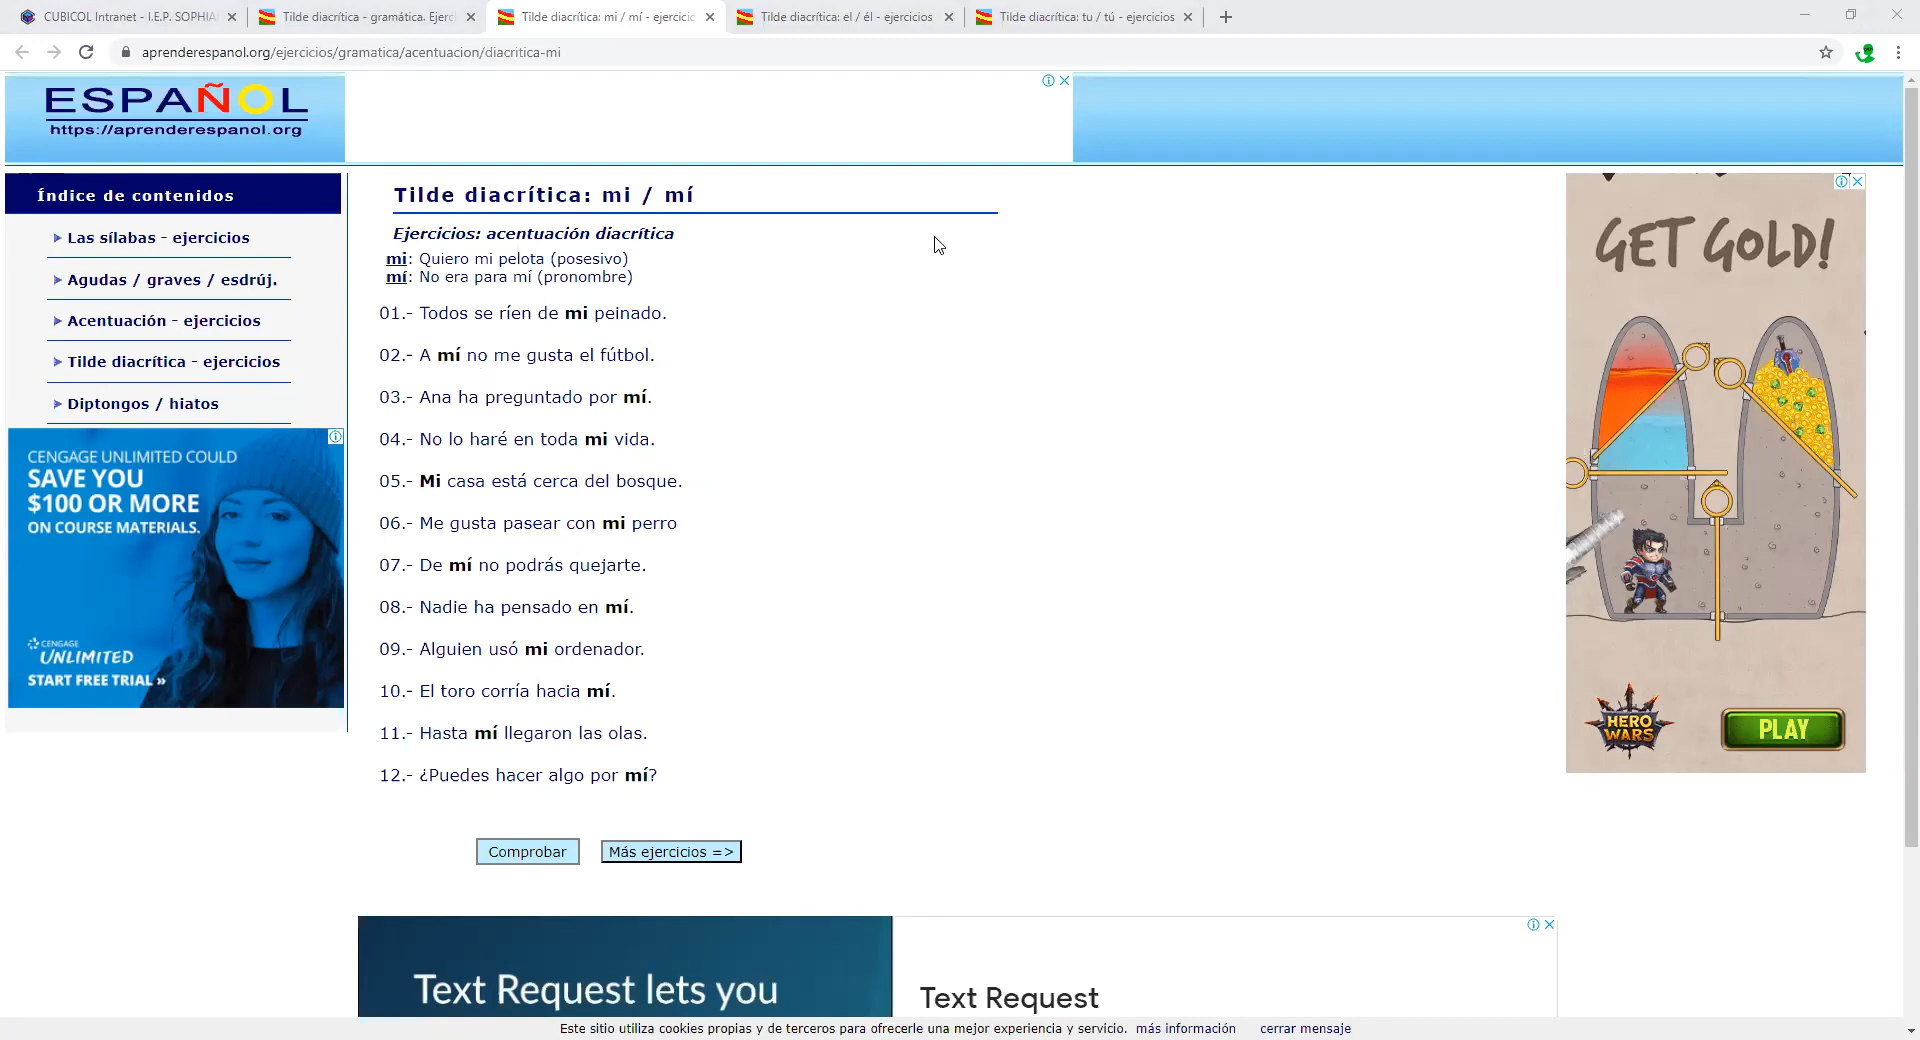 CUBICOL Intranet - I.E.P. SOPHIA
Tilde diacrítica - gramática. Ejerc
Tilde diacrítica: mi / mí - ejercicio
Tilde diacrítica: el / él - ejercicios
Tilde diacrítica: tu / tú - ejercicios
aprenderespanol.org/ejercicios/gramatica/acentuacion/diacritica-mi
ESPAÑOL
https://aprenderespanol.org
Índice de contenidos
Las sílabas - ejercicios
Agudas / graves / esdrúj.
Acentuación - ejercicios
Tilde diacrítica - ejercicios
Diptongos / hiatos
CENGAGE UNLIMITED COULD
SAVE YOU
$100 OR MORE
ON COURSE MATERIALS.
CENGAGE
UNLIMITED
START FREE TRIAL »
Tilde diacrítica: mi / mí
Ejercicios: acentuación diacrítica
mi: Quiero mi pelota (posesivo)
mí: No era para mí (pronombre)
01.- Todos se ríen de mi peinado.
02.- A mí no me gusta el fútbol.
03.- Ana ha preguntado por mí.
04.- No lo haré en toda mi vida.
05.- Mi casa está cerca del bosque.
06.- Me gusta pasear con mi perro
07.- De mí no podrás quejarte.
08.- Nadie ha pensado en mí.
09.- Alguien usó mi ordenador.
10.- El toro corría hacia mí.
11.- Hasta mí llegaron las olas.
12.- ¿Puedes hacer algo por mí?
Comprobar
Más ejercicios =>
GET GOLD!
HERO
WARS
PLAY
Text Request lets you
Text Request
Este sitio utiliza cookies propias y de terceros para ofrecerle una mejor experiencia y servicio. más información cerrar mensaje